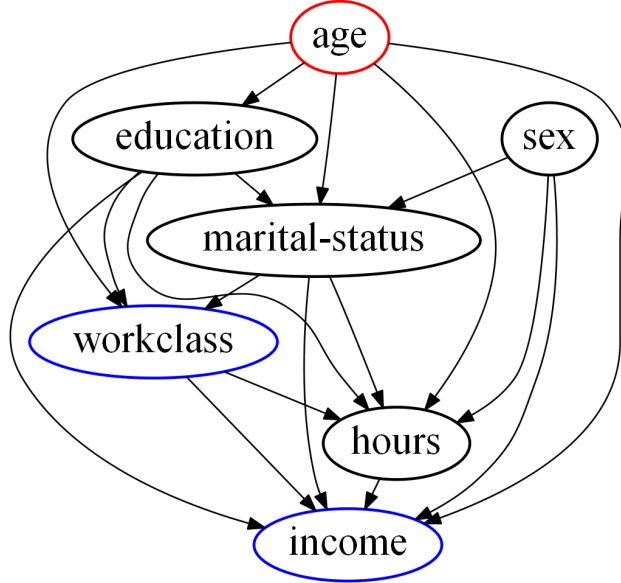 age
education
sex
marital-status
workclass
hours
income